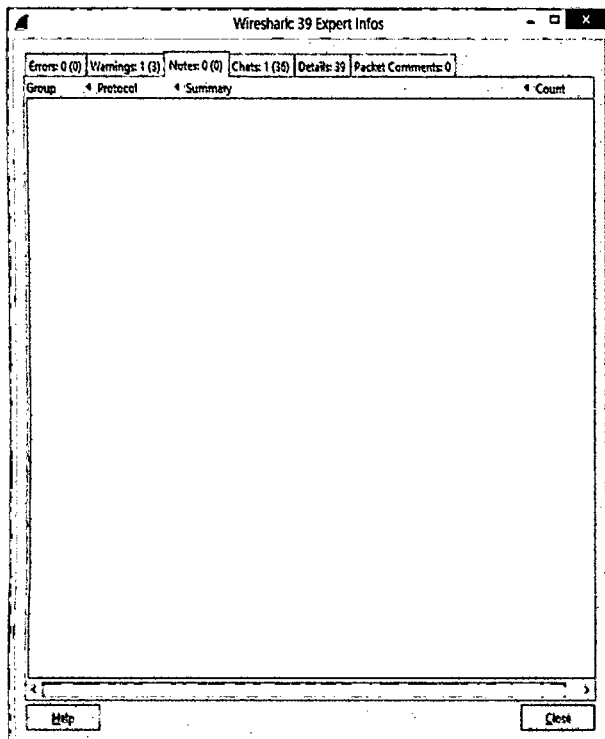 Wireshark 39 Expert Infos
Errors: 0 (0) Warnings: 1 (3) Notes: 0 (0) Chats: 1 (36) Details: 39 Packet Comments: 0
Group Protocol Summary Count
Help Close